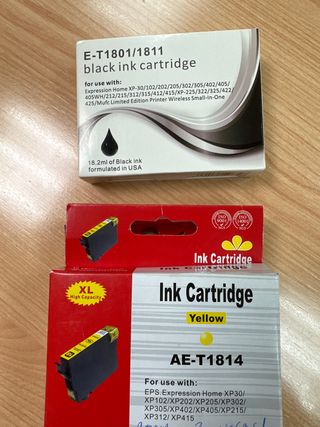 E-T1801/1811
black ink cartridge
for use with:
Expression Home XP-30/102/202/205/302/305/402/405/
405WH/212/215/312/315/412/415/XP-225/322/325/422
/425/Mufc Limited Edition Printer Wireless Small-in-One
18.2ml of Black ink
formulated in USA
Ink Cartridge
XL
High Capacity
Ink Cartridge
Yellow
AE-T1814
For use with:
EPS.Expression Home XP30/
XP102/XP202/XP205/XP302/
XP305/XP402/XP405/XP215/
XP312/ XP415